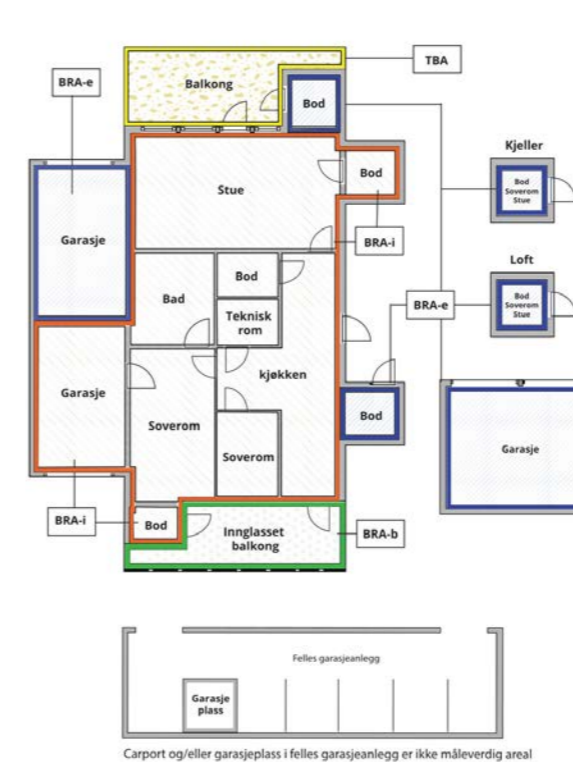 TBA
BRA-e
Balkong
Bod
Kjeller
Stue
Bod
Bod
Soverom
Stue
Garasje
BRA-i
Loft
Bod
Bad
BRA-e
Bod
Soverom
Stue
Teknisk
rom
Garasje
kjøkken
Bod
Soverom
Garasje
Soverom
BRA-i
Bod
Innglasset
balkong
BRA-b
Felles garasjeanlegg
Garasje
plass
Carport og/eller garasjeplass i felles garasjeanlegg er ikke måleverdig areal